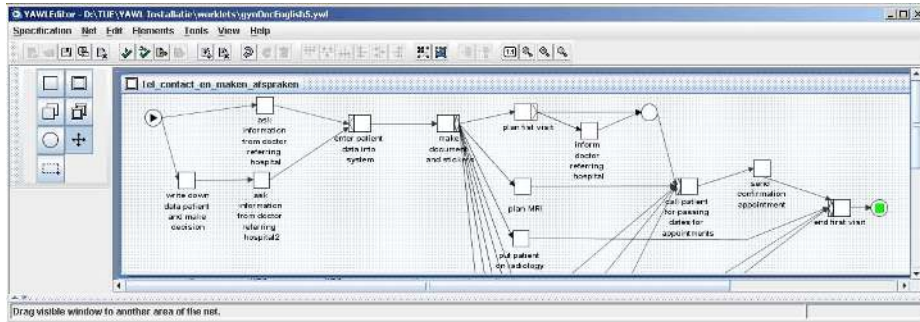 YAWLEditor - D:\TUE\YAWL Installatie\worklets\gynOncEnglish5.ywl
Specification Net Edit Elements Tools View Help
tel_contact_en_maken_afspraken
ask
information
from doctor
referring
hospital
enter patient
data into
system
make
document
and stickers
plan first visit
inform
doctor
referring
hospital
write down
data patient
and make
decision
ask
information
from doctor
referring
hospital2
plan MRI
call patient
for passing
dates for
appointments
send
confirmation
appointment
end first visit
put patient
on radiology
Drag visible window to another area of the net.